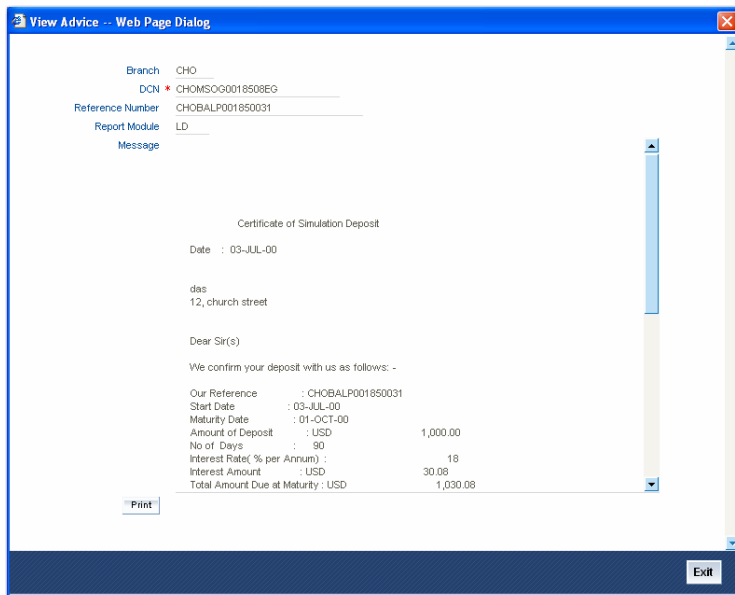 View Advice -- Web Page Dialog
Branch CHO
DCN * CHOMSOG0018508EG
Reference Number CHOBALP001850031
Report Module LD
Message
Certificate of Simulation Deposit
Date : 03-JUL-00
das
12, church street
Dear Sir(s)
We confirm your deposit with us as follows: -
Our Reference : CHOBALP001850031
Start Date : 03-JUL-00
Maturity Date : 01-OCT-00
Amount of Deposit : USD 1,000.00
No of Days : 90
Interest Rate( % per Annum) : 18
Interest Amount : USD 30.08
Total Amount Due at Maturity : USD 1,030.08
Print
Exit